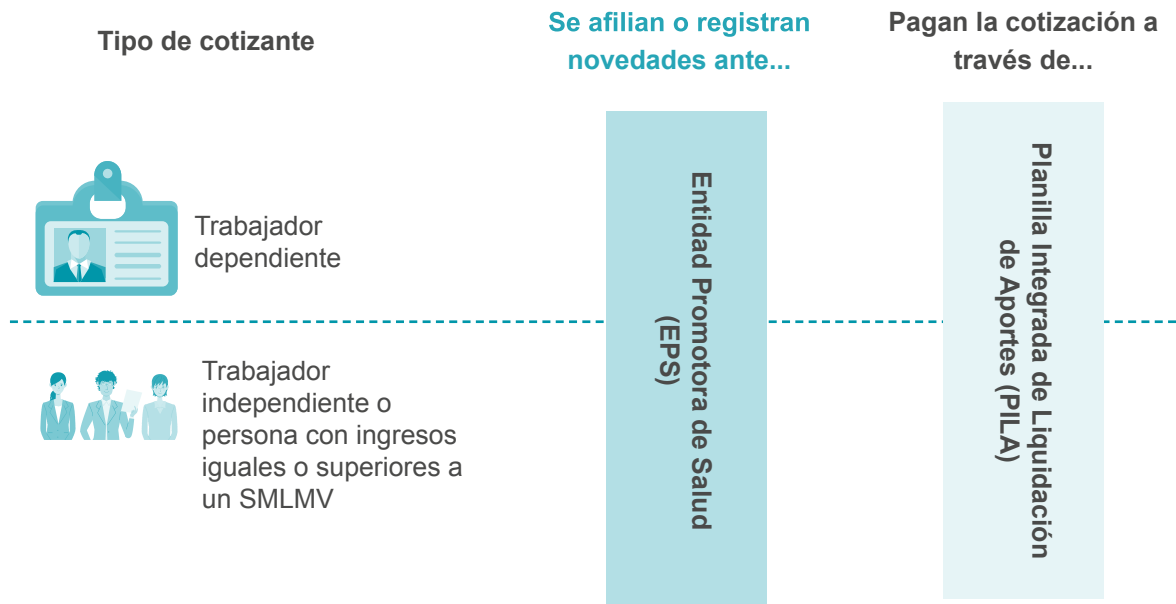 Tipo de cotizante
Se afilian o registran
novedades ante...
Pagan la cotización a
través de...
Trabajador
dependiente
Trabajador
independiente o
persona con ingresos
iguales o superiores a
un SMLMV
Entidad Promotora de Salud
(EPS)
Planilla Integrada de Liquidación
de Aportes (PILA)